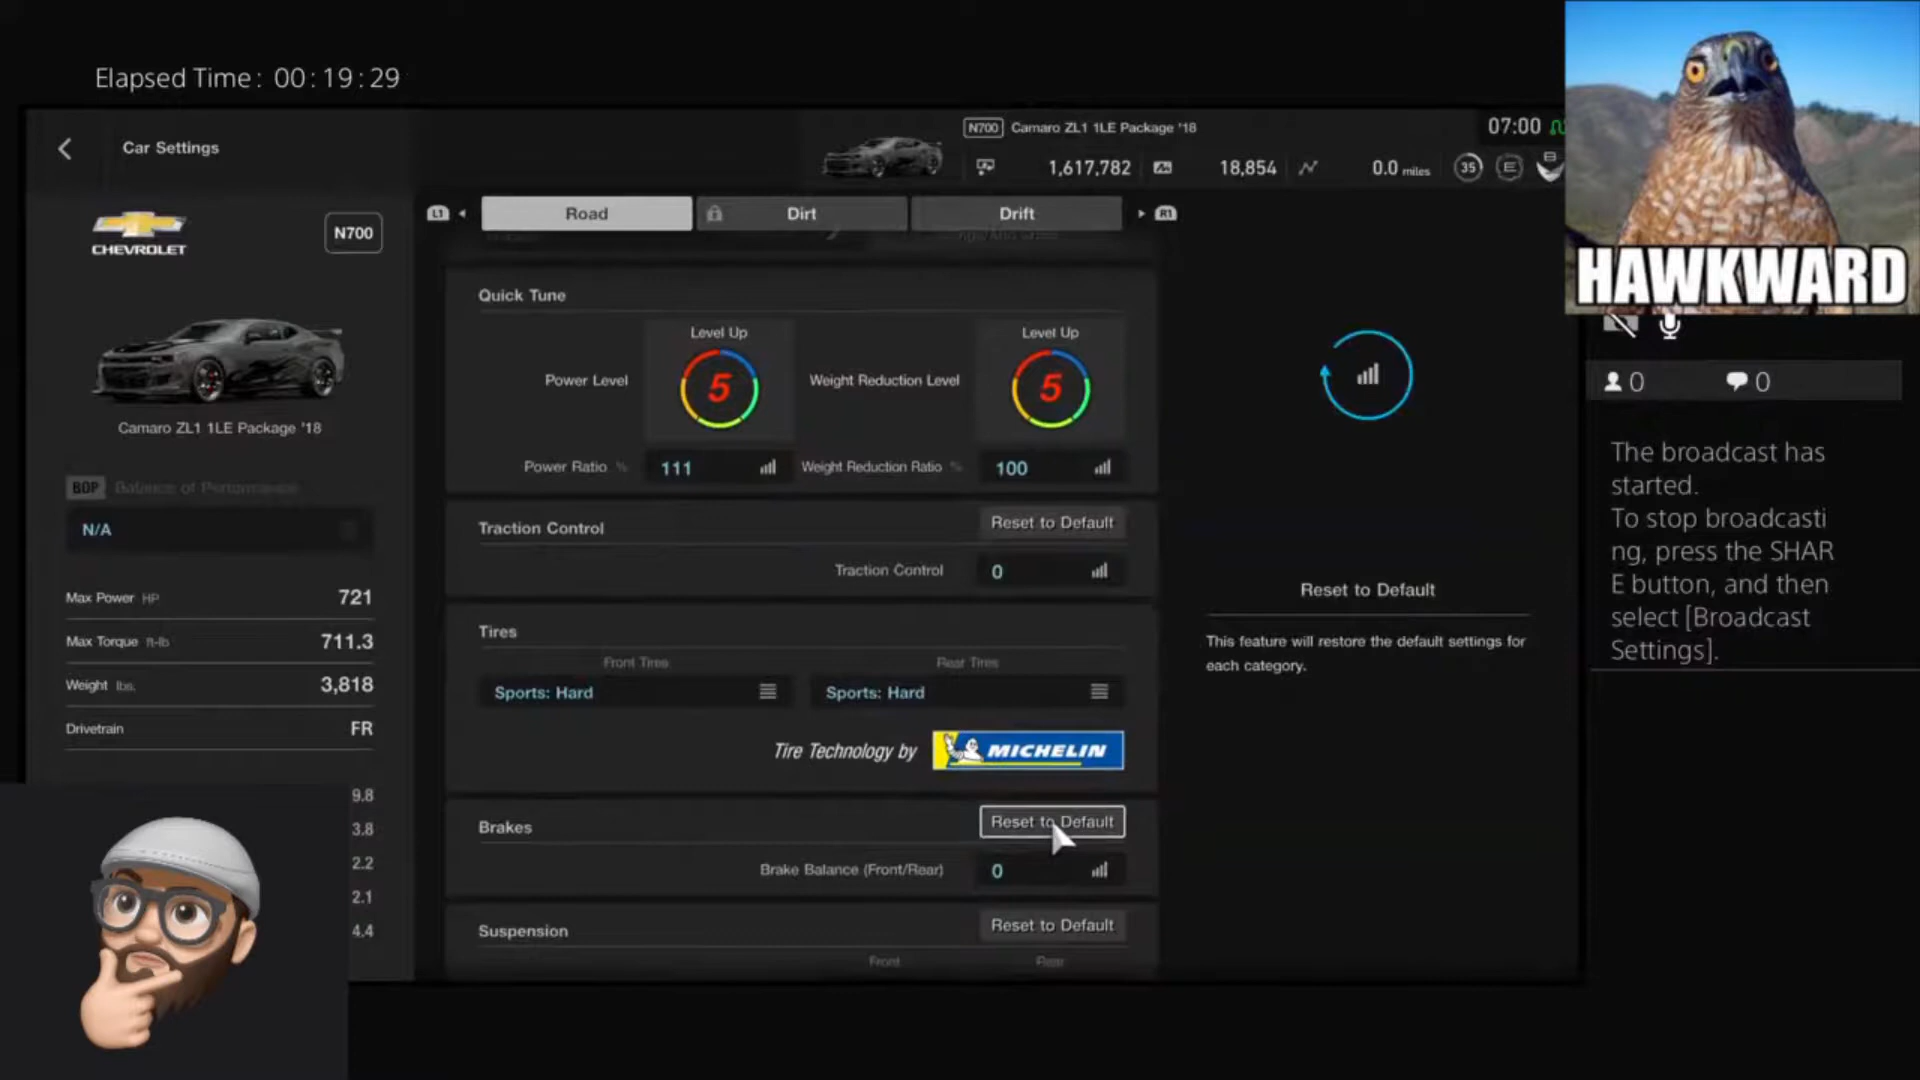 Elapsed Time: 00:19:29
Car Settings
N700 Camaro ZL1 1LE Package '18
07:00
1,617,782 18,854 0.0 miles 35 E B
CHEVROLET N700
L1 Road Dirt Drift R1
Camaro ZL1 1LE Package '18
BOP Balance of Performance
N/A
Max Power HP 721
Max Torque ft-lb 711.3
Weight lbs. 3,818
Drivetrain FR
9.8
3.8
2.2
2.1
4.4
Quick Tune
Level Up Level Up
Power Level 5 Weight Reduction Level 5
Power Ratio % 111 Weight Reduction Ratio % 100
Traction Control Reset to Default
Traction Control 0
Tires
Front Tires Rear Tires
Sports: Hard Sports: Hard
Tire Technology by MICHELIN
Brakes Reset to Default
Brake Balance (Front/Rear) 0
Suspension Reset to Default
Front Rear
Reset to Default
This feature will restore the default settings for
each category.
HAWKWARD
0 0
The broadcast has
started.
To stop broadcasti
ng, press the SHAR
E button, and then
select [Broadcast
Settings].